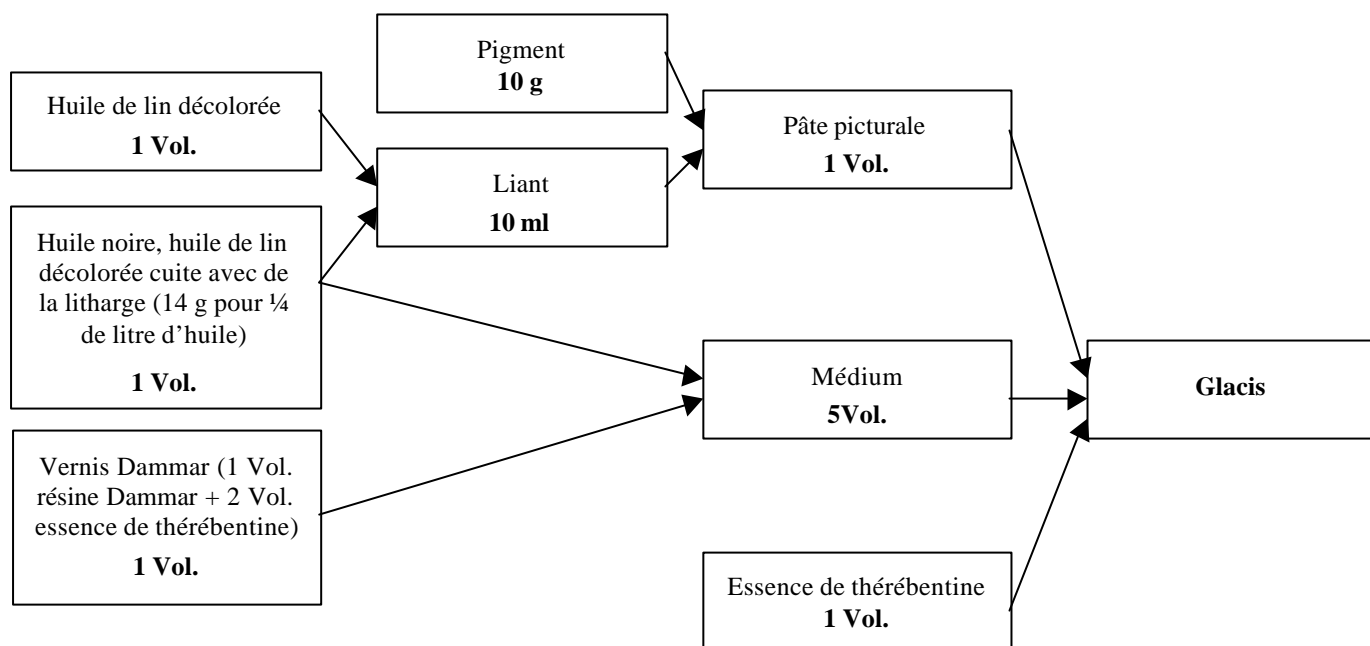 Pigment
10 g
Huile de lin décolorée
1 Vol.
Pâte picturale
1 Vol.
Liant
10 ml
Huile noire, huile de lin
décolorée cuite avec de
la litharge (14 g pour ¼
de litre d’huile)
1 Vol.
Médium
5Vol.
Glacis
Vernis Dammar (1 Vol.
résine Dammar + 2 Vol.
essence de thérébentine)
1 Vol.
Essence de thérébentine
1 Vol.